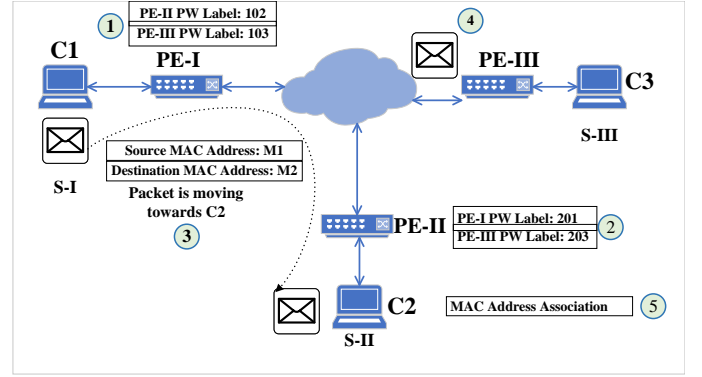 1
PE-II PW Label: 102
PE-III PW Label: 103
4
C1
PE-I
PE-III
C3
S-III
S-I
Source MAC Address: M1
Destination MAC Address: M2
Packet is moving
towards C2
3
PE-II
PE-I PW Label: 201
PE-III PW Label: 203
2
C2
S-II
MAC Address Association
5